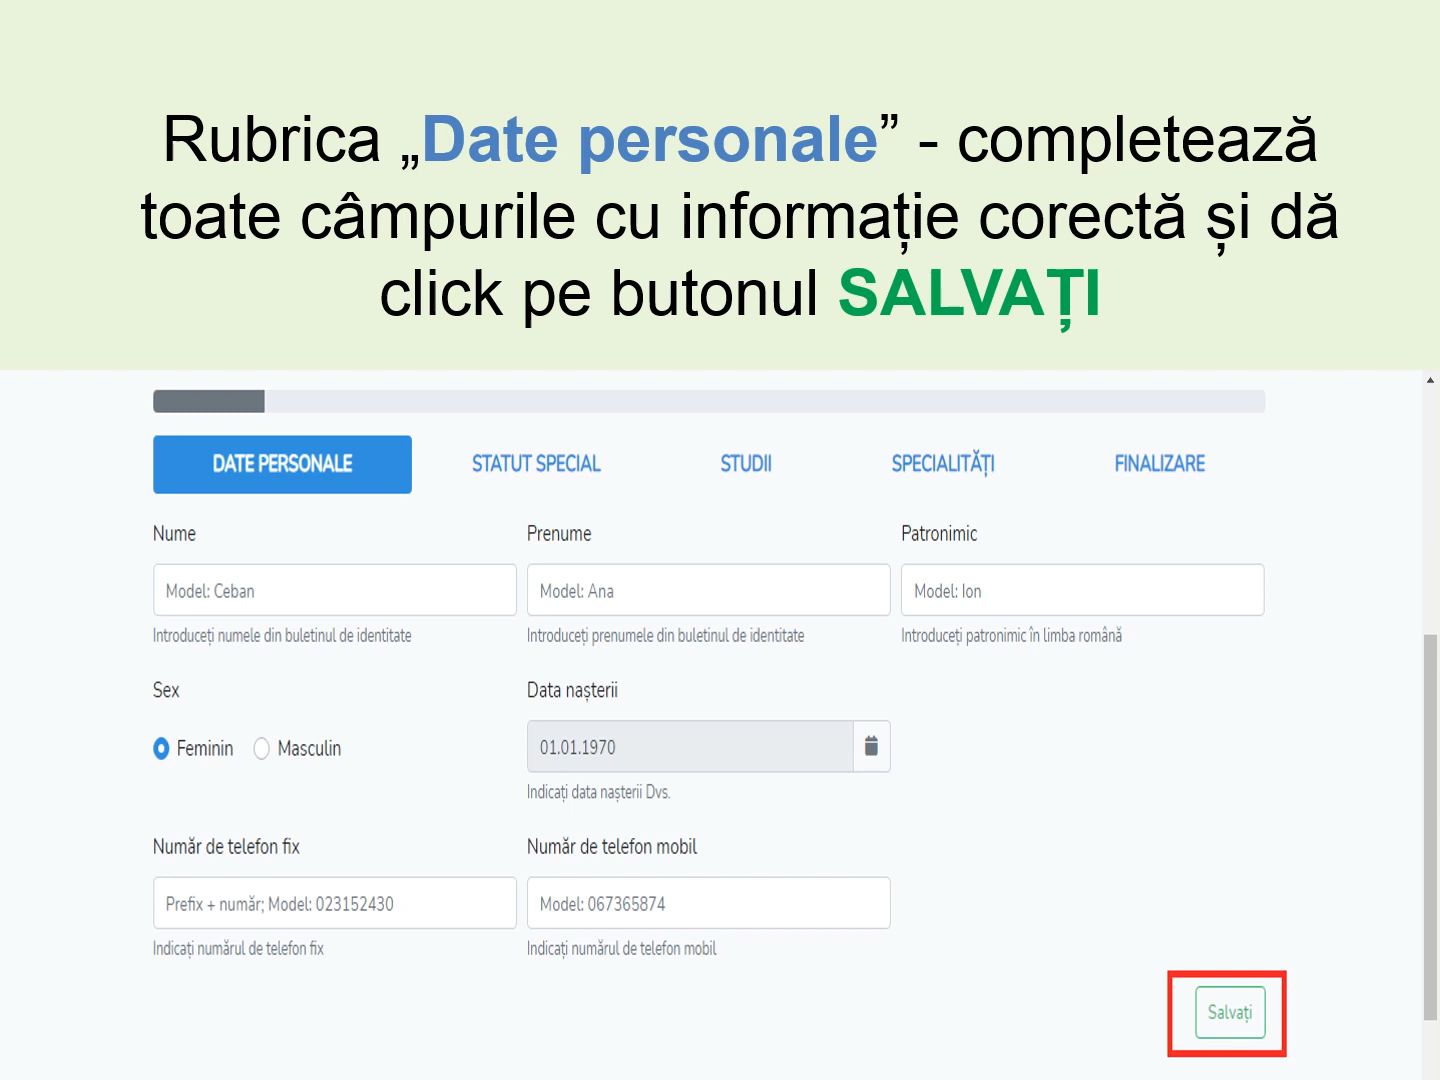 Rubrica „Date personale” - completează
toate câmpurile cu informație corectă și dă
click pe butonul SALVAȚI
DATE PERSONALE STATUT SPECIAL STUDII SPECIALITĂȚI FINALIZARE
Nume Prenume Patronimic
Model: Ceban Model: Ana Model: Ion
Introduceți numele din buletinul de identitate Introduceți prenumele din buletinul de identitate Introduceți patronimic în limba română
Sex Data nașterii
Feminin Masculin 01.01.1970
Indicați data nașterii Dvs.
Număr de telefon fix Număr de telefon mobil
Prefix + număr; Model: 023152430 Model: 067365874
Indicați numărul de telefon fix Indicați numărul de telefon mobil
Salvați